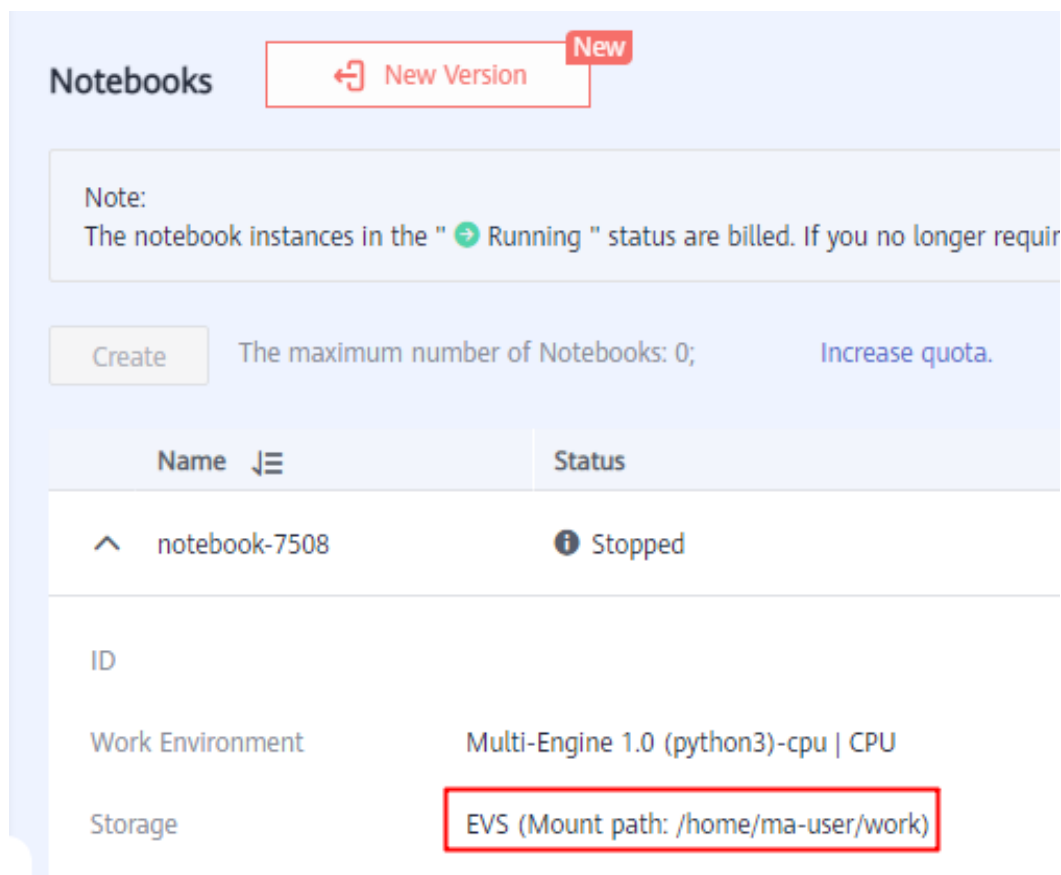 New
Notebooks New Version
Note:
The notebook instances in the " Running " status are billed. If you no longer requir
Create The maximum number of Notebooks: 0; Increase quota.
Name Status
notebook-7508 Stopped
ID
Work Environment Multi-Engine 1.0 (python3)-cpu | CPU
Storage EVS (Mount path: /home/ma-user/work)